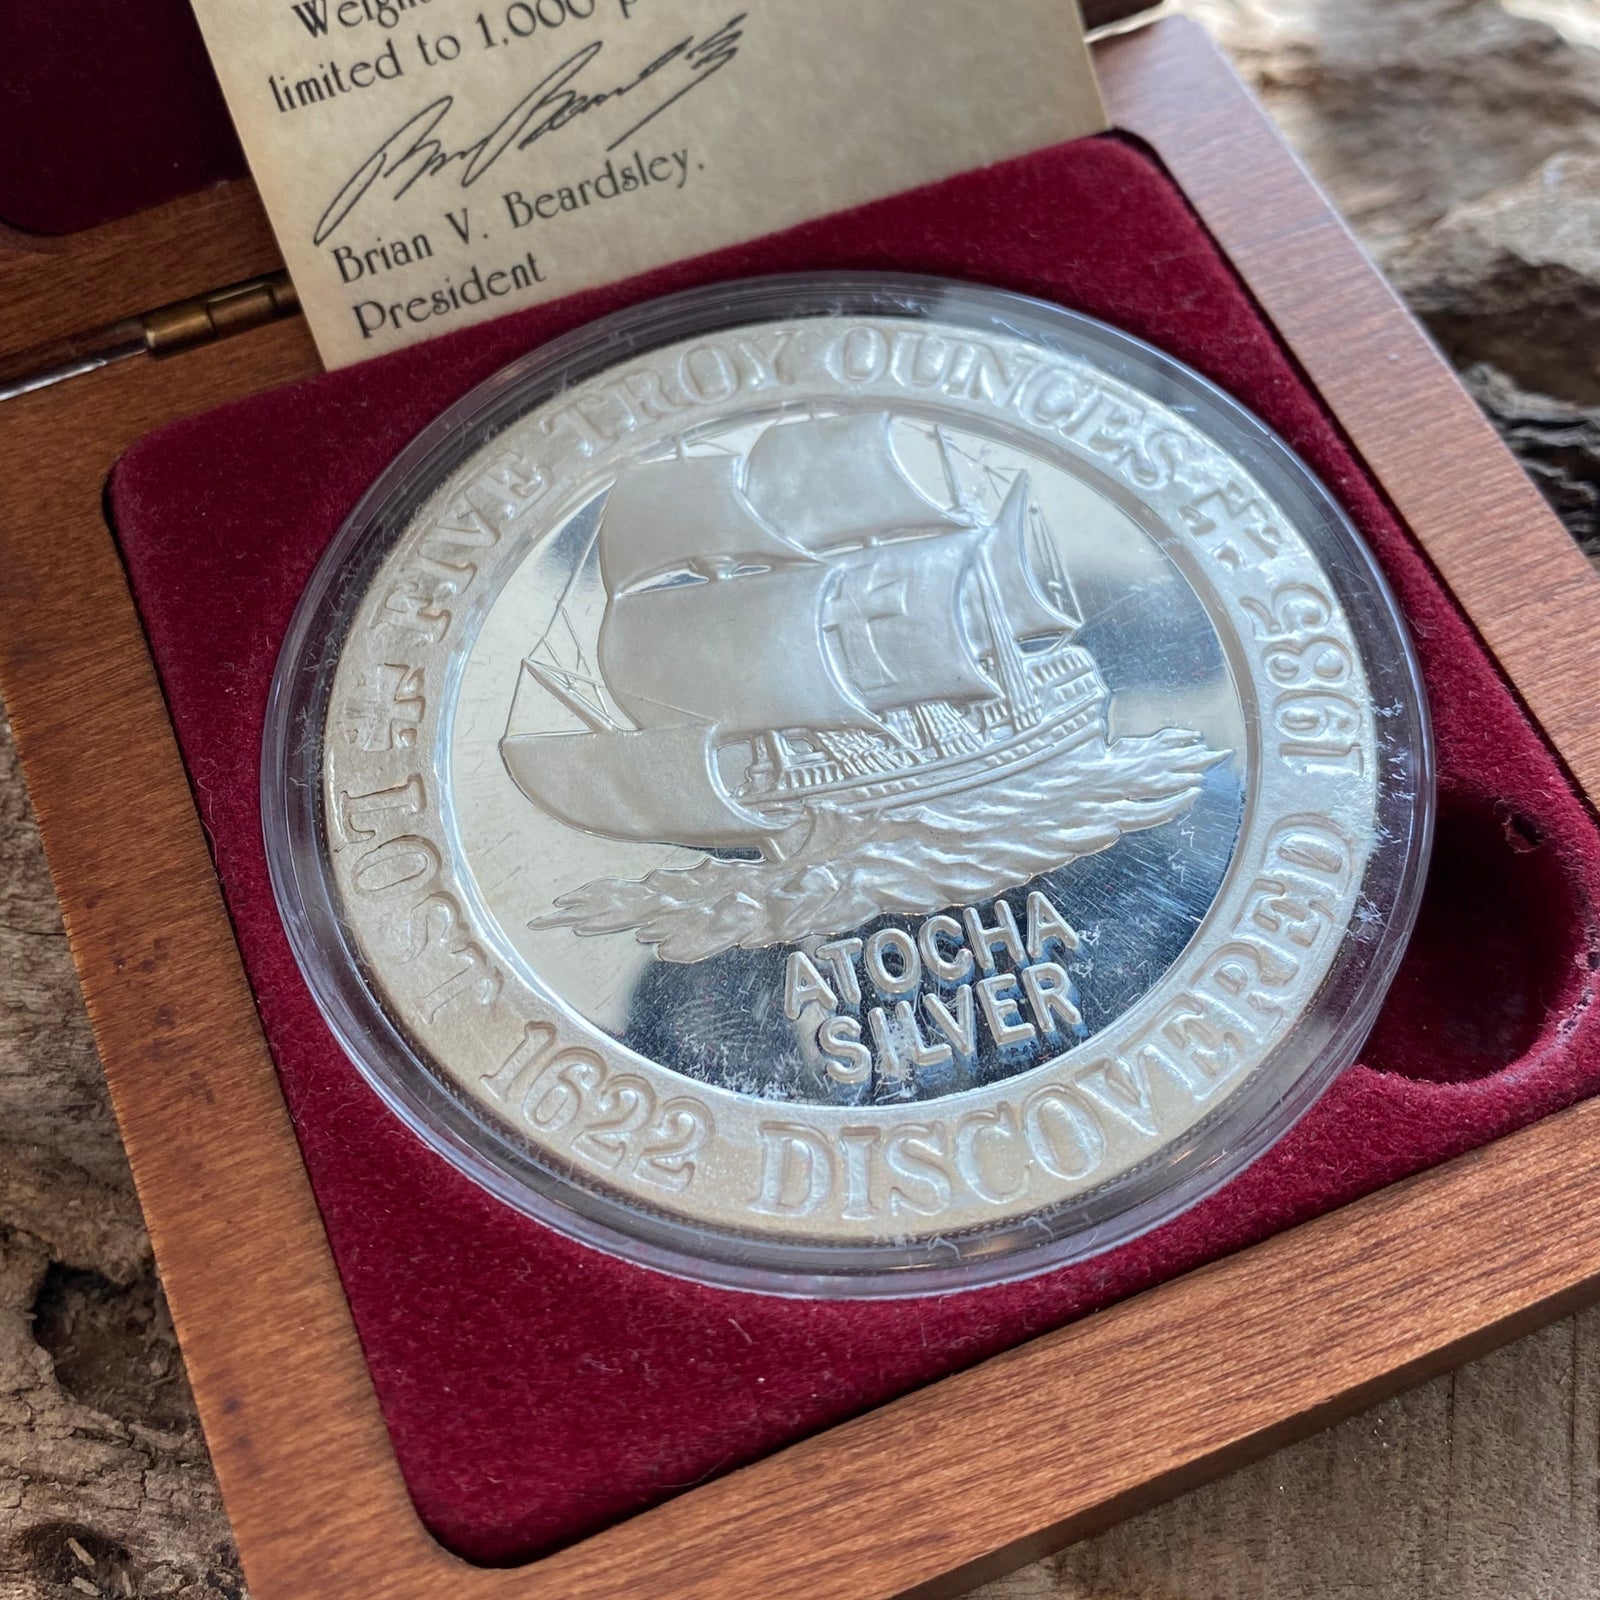 limited to 1,000
Brian V. Beardsley,
President
FIVE TROY OUNCES
LOST 1622 DISCOVERED 1985
ATOCHA
SILVER